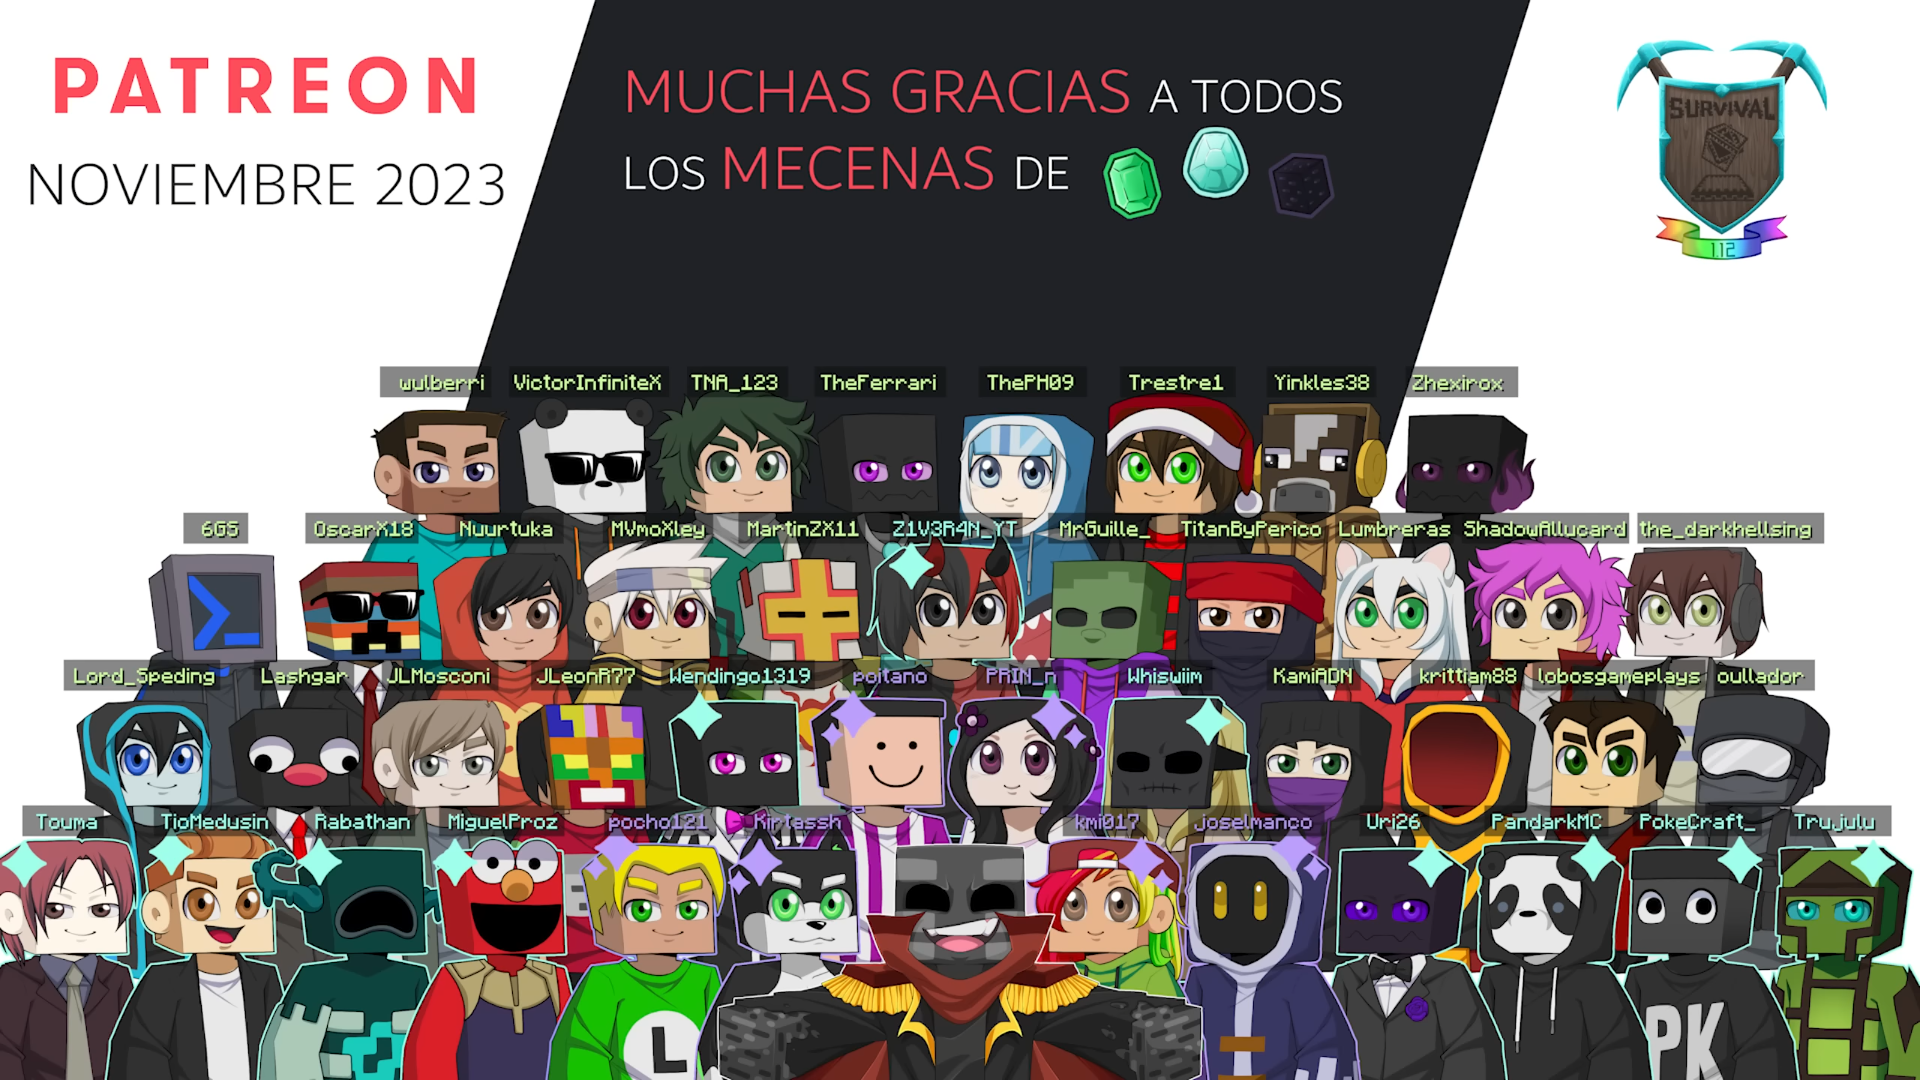 PATREON
NOVIEMBRE 2023
MUCHAS GRACIAS A TODOS
LOS MECENAS DE
SURVIVAL
1.12
wulberri VictorInfiniteX TNA_123 TheFerrari ThePH09 Trestre1 Yinkles38 Zhexirox
6GS OscarX18 Nuurtuka MVmoXley MartinZX11 Z1V3R4N_YT MrGuille_ TitanByPerico Lumbreras ShadowAllucard the_darkhellsing
Lord_Speding Lashgar JLMosconi JLeonR77 Wendingo1319 poitano PRIN_n Whiswiim KamiADN krittiam88 lobosgameplays oullador
Touma TioMedusin Rabathan MiguelProz pocho121 Kirtassh kmi017 joselmanco Uri26 PandarkMC PokeCraft_ Trujulu
L
PK